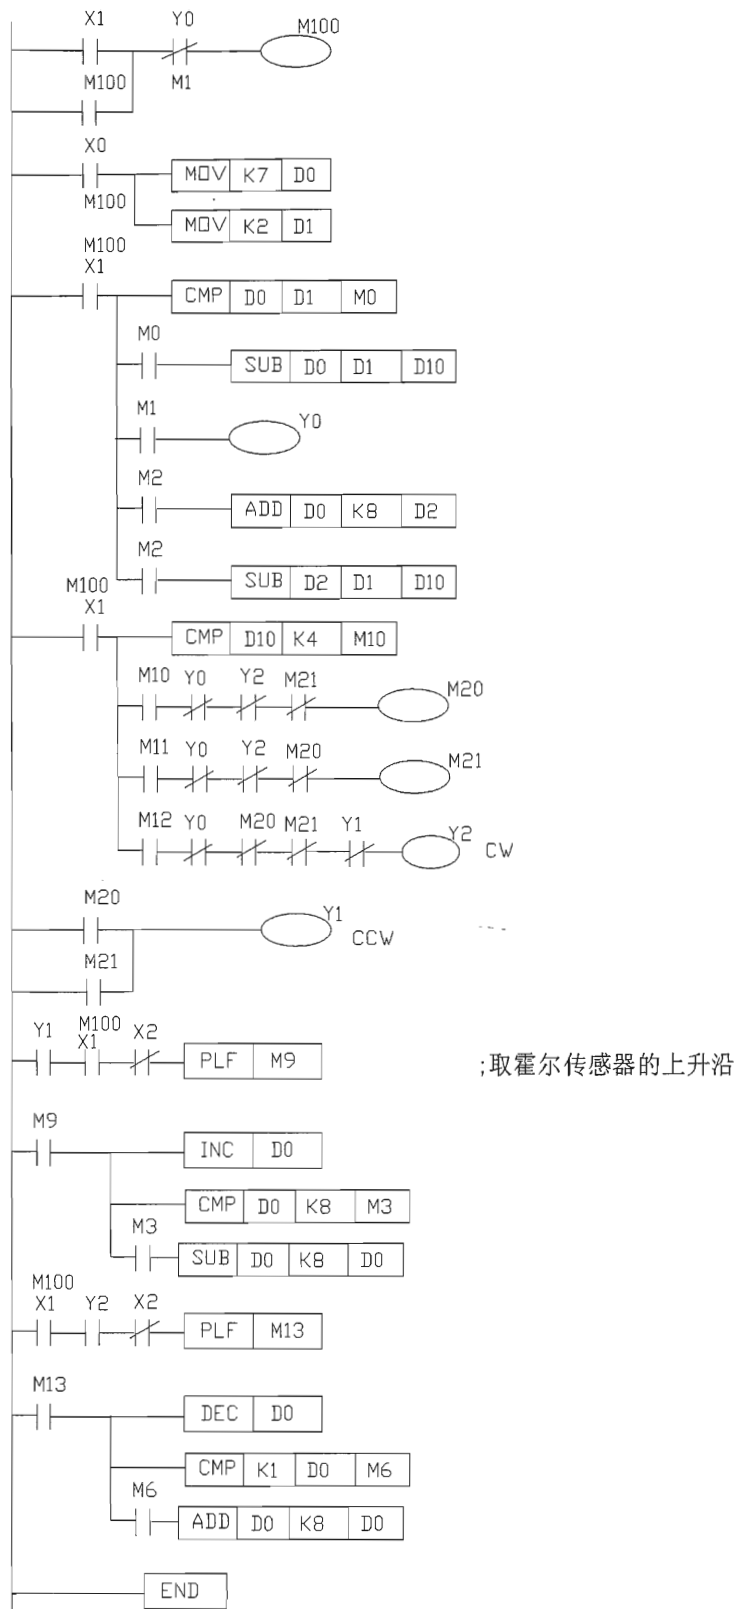 X1 Y0 M100
M100 M1
X0
MOV K7 D0
M100
MOV K2 D1
M100
X1
CMP D0 D1 M0
M0
SUB D0 D1 D10
M1 Y0
M2
ADD D0 K8 D2
M2
SUB D2 D1 D10
M100
X1
CMP D10 K4 M10
M10 Y0 Y2 M21 M20
M11 Y0 Y2 M20 M21
M12 Y0 M20 M21 Y1 Y2 CW
M20 Y1
CCW
M21
Y1 M100 X2
X1
PLF M9 ;取霍尔传感器的上升沿
M9
INC D0
CMP D0 K8 M3
M3
SUB D0 K8 D0
M100
X1 Y2 X2
PLF M13
M13
DEC D0
CMP K1 D0 M6
M6
ADD D0 K8 D0
END